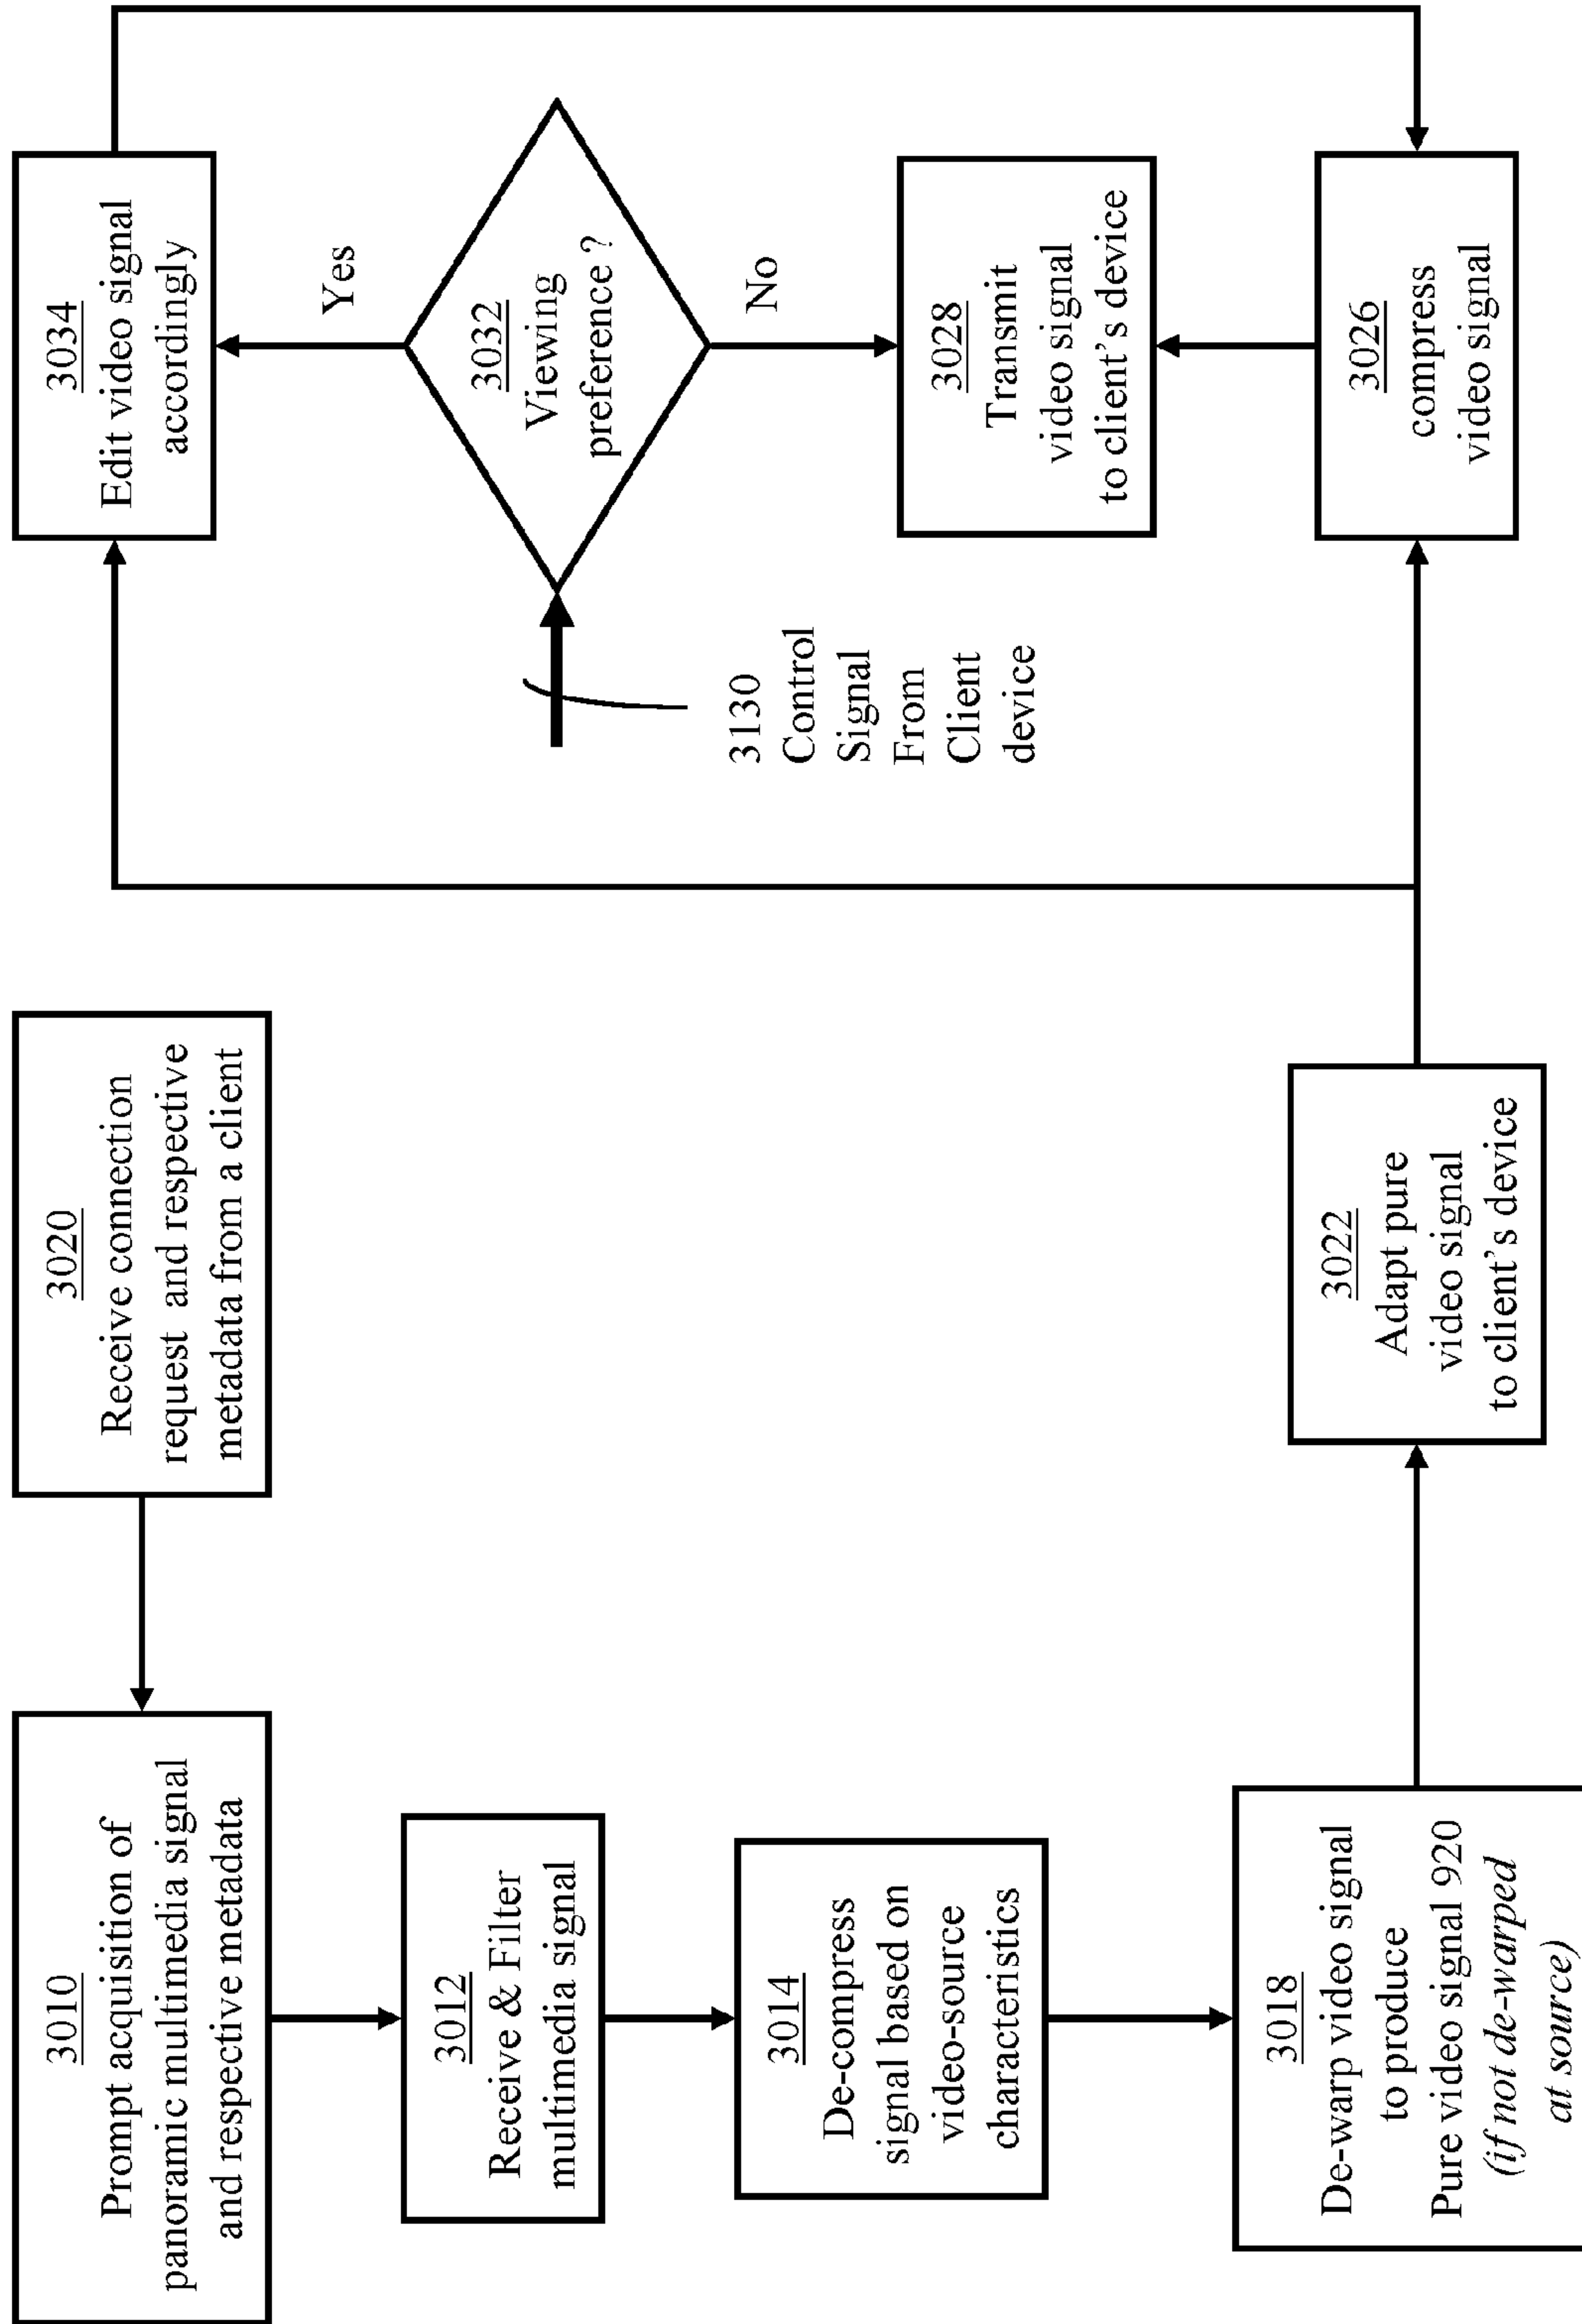 3010
Prompt acquisition of
panoramic multimedia signal
and respective metadata
3020
Receive connection
request and respective
metadata from a client
3034
Edit video signal
accordingly
3012
Receive & Filter
multimedia signal
Yes
3032
Viewing
preference ?
No
3130
Control
Signal
From
Client
device
3014
De-compress
signal based on
video-source
characteristics
3028
Transmit
video signal
to client's device
3018
De-warp video signal
to produce
Pure video signal 920
(if not de-warped
at source)
3022
Adapt pure
video signal
to client's device
3026
compress
video signal